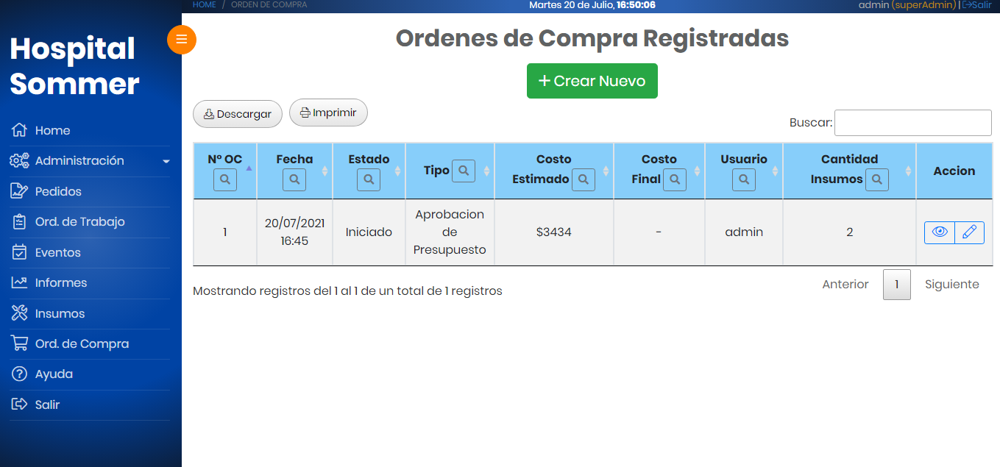 HOME / ORDEN DE COMPRA
Martes 20 de Julio, 16:50:06
admin (superAdmin) | Salir
Hospital
Sommer
Home
Administración
Pedidos
Ord. de Trabajo
Eventos
Informes
Insumos
Ord. de Compra
Ayuda
Salir
Ordenes de Compra Registradas
+ Crear Nuevo
Descargar
Imprimir
Buscar:
Nº OC
Fecha
Estado
Tipo
Costo
Estimado
Costo
Final
Usuario
Cantidad
Insumos
Accion
1
20/07/2021
16:45
Iniciado
Aprobacion
de
Presupuesto
$3434
-
admin
2
Mostrando registros del 1 al 1 de un total de 1 registros
Anterior 1 Siguiente